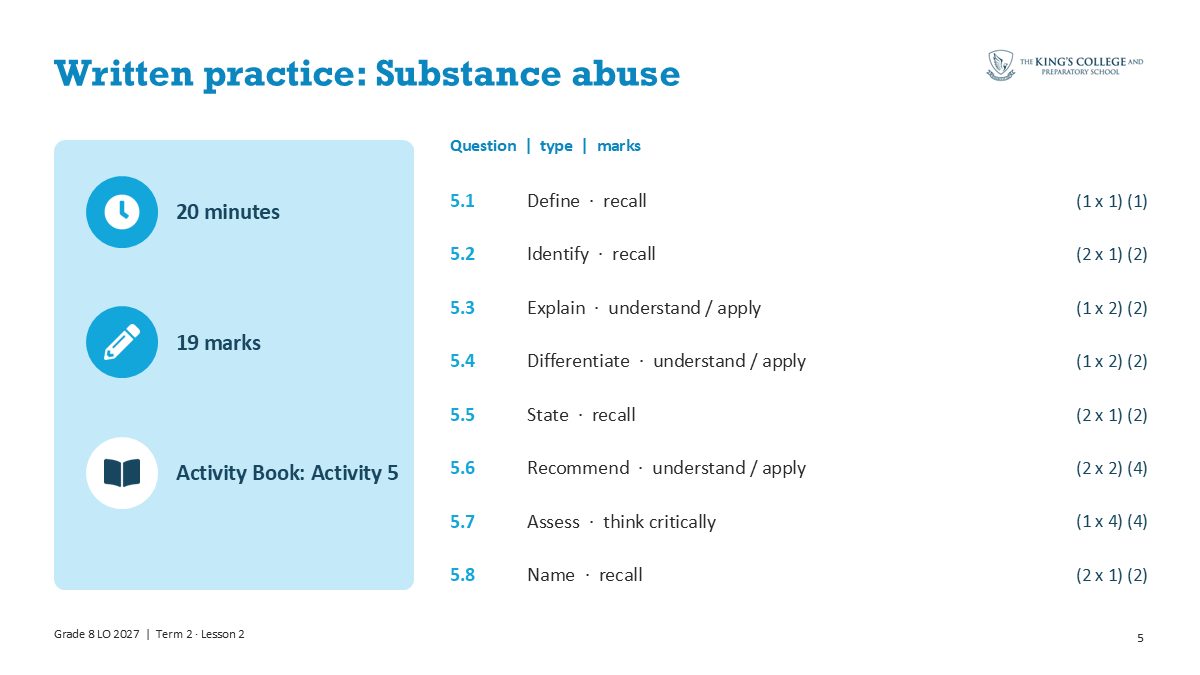 Written practice: Substance abuse
THE KING'S COLLEGE AND
PREPARATORY SCHOOL
20 minutes
19 marks
Activity Book: Activity 5
Question | type | marks
5.1 Define · recall (1 x 1) (1)
5.2 Identify · recall (2 x 1) (2)
5.3 Explain · understand / apply (1 x 2) (2)
5.4 Differentiate · understand / apply (1 x 2) (2)
5.5 State · recall (2 x 1) (2)
5.6 Recommend · understand / apply (2 x 2) (4)
5.7 Assess · think critically (1 x 4) (4)
5.8 Name · recall (2 x 1) (2)
Grade 8 LO 2027 | Term 2 · Lesson 2
5